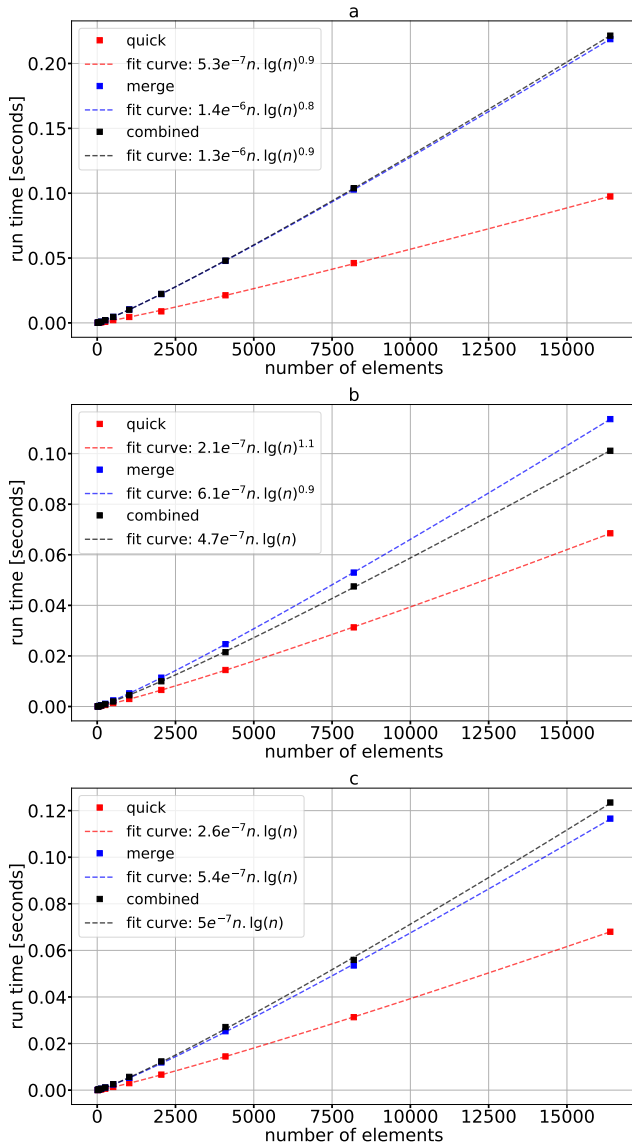 a
quick
fit curve: 5.3e⁻⁷n.lg(n)⁰·⁹
merge
fit curve: 1.4e⁻⁶n.lg(n)⁰·⁸
combined
fit curve: 1.3e⁻⁶n.lg(n)⁰·⁹
0.20
0.15
0.10
0.05
0.00
run time [seconds]
0 2500 5000 7500 10000 12500 15000
number of elements
b
quick
fit curve: 2.1e⁻⁷n.lg(n)¹·¹
merge
fit curve: 6.1e⁻⁷n.lg(n)⁰·⁹
combined
fit curve: 4.7e⁻⁷n.lg(n)
0.10
0.08
0.06
0.04
0.02
0.00
run time [seconds]
0 2500 5000 7500 10000 12500 15000
number of elements
c
quick
fit curve: 2.6e⁻⁷n.lg(n)
merge
fit curve: 5.4e⁻⁷n.lg(n)
combined
fit curve: 5e⁻⁷n.lg(n)
0.12
0.10
0.08
0.06
0.04
0.02
0.00
run time [seconds]
0 2500 5000 7500 10000 12500 15000
number of elements